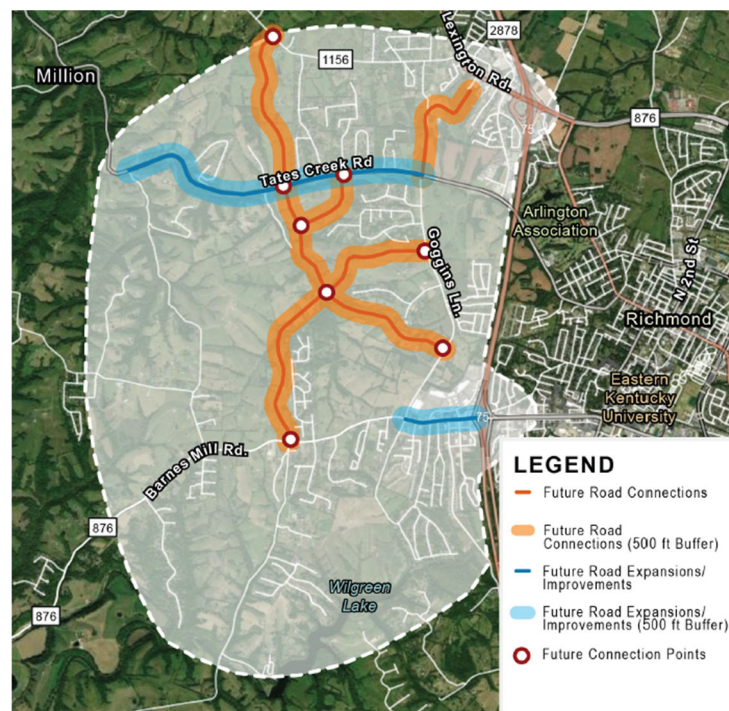 2878
Lexington Rd.
1156
Million
876
75
Tates Creek Rd
Arlington
Association
N 2nd St
Goggins Ln.
Richmond
Eastern
Kentucky
University
75
Barnes Mill Rd.
876
Wilgreen
Lake
876
LEGEND
Future Road Connections
Future Road
Connections (500 ft Buffer)
Future Road Expansions/
Improvements
Future Road Expansions/
Improvements (500 ft Buffer)
Future Connection Points